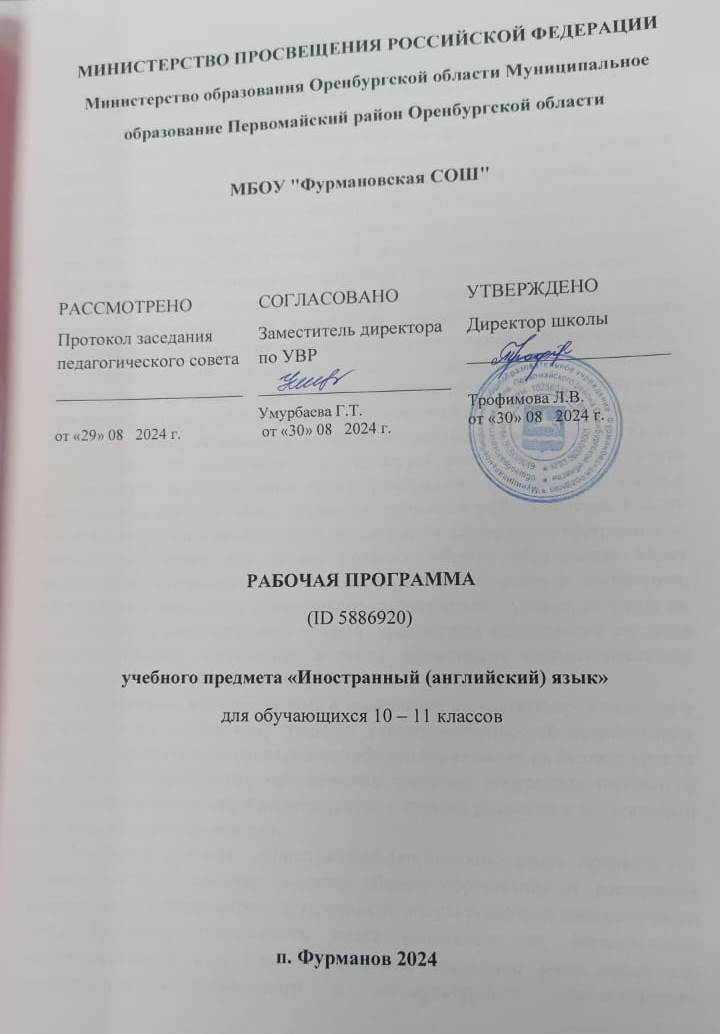 МИНИСТЕРСТВО ПРОСВЕЩЕНИЯ РОССИЙСКОЙ ФЕДЕРАЦИИ
Министерство образования Оренбургской области Муниципальное
образование Первомайский район Оренбургской области
МБОУ "Фурмановская СОШ"
РАССМОТРЕНО
Протокол заседания
педагогического совета
от «29» 08 2024 г.
СОГЛАСОВАНО
Заместитель директора
по УВР
Умурбаева Г.Т.
от «30» 08 2024 г.
УТВЕРЖДЕНО
Директор школы
Трофимова Л.В.
от «30» 08 2024 г.
РАБОЧАЯ ПРОГРАММА
(ID 5886920)
учебного предмета «Иностранный (английский) язык»
для обучающихся 10 – 11 классов
п. Фурманов 2024